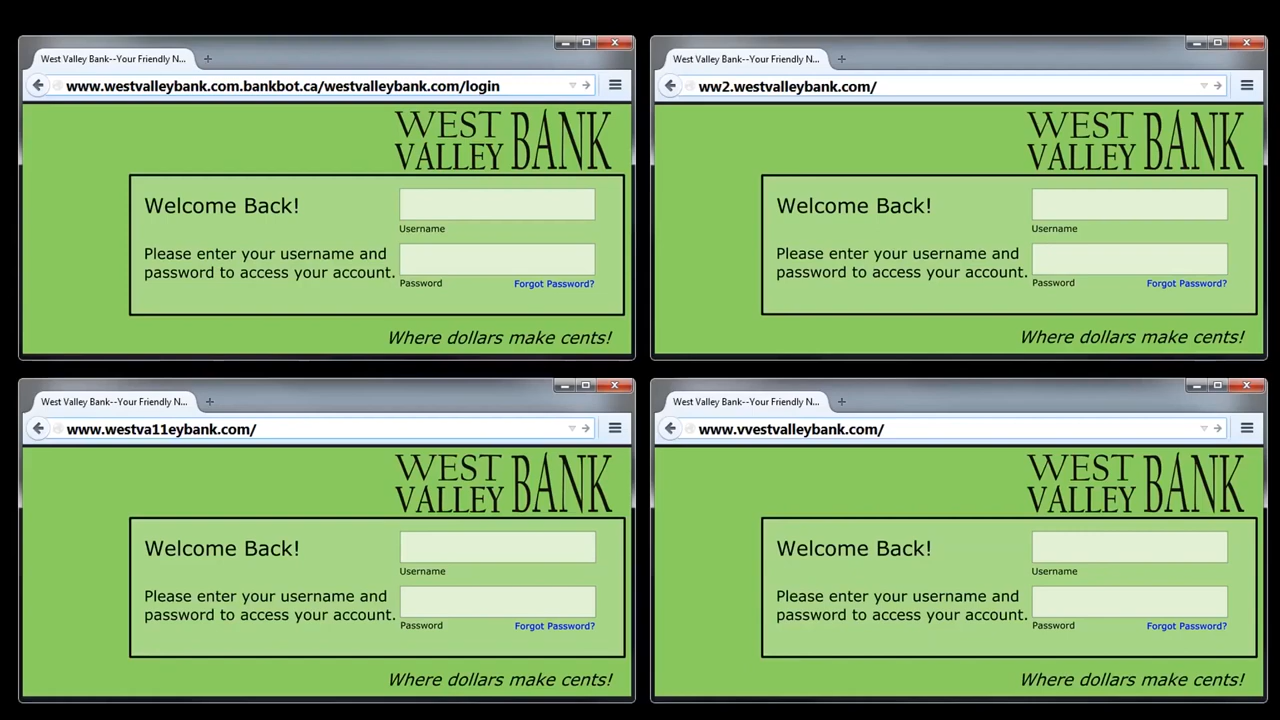 West Valley Bank--Your Friendly N...
www.westvalleybank.com.bankbot.ca/westvalleybank.com/login
WEST VALLEY BANK
Welcome Back!
Username
Please enter your username and
password to access your account.
Password Forgot Password?
Where dollars make cents!
West Valley Bank--Your Friendly N...
ww2.westvalleybank.com/
WEST VALLEY BANK
Welcome Back!
Username
Please enter your username and
password to access your account.
Password Forgot Password?
Where dollars make cents!
West Valley Bank--Your Friendly N...
www.westva11eybank.com/
WEST VALLEY BANK
Welcome Back!
Username
Please enter your username and
password to access your account.
Password Forgot Password?
Where dollars make cents!
West Valley Bank--Your Friendly N...
www.vvestvalleybank.com/
WEST VALLEY BANK
Welcome Back!
Username
Please enter your username and
password to access your account.
Password Forgot Password?
Where dollars make cents!